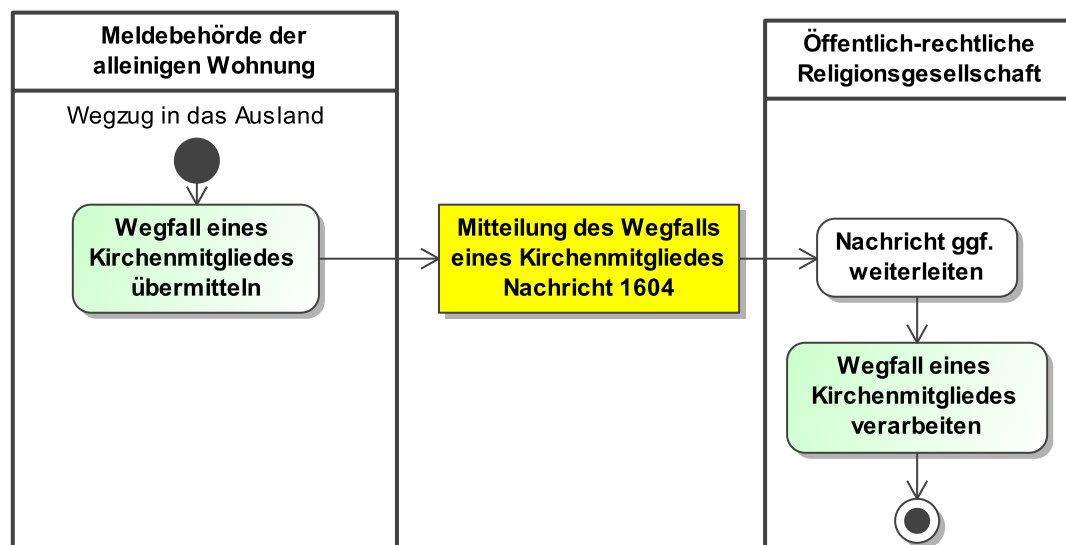 Meldebehörde der
alleinigen Wohnung
Wegzug in das Ausland
Wegfall eines
Kirchenmitgliedes
übermitteln
Mitteilung des Wegfalls
eines Kirchenmitgliedes
Nachricht 1604
Öffentlich-rechtliche
Religionsgesellschaft
Nachricht ggf.
weiterleiten
Wegfall eines
Kirchenmitgliedes
verarbeiten